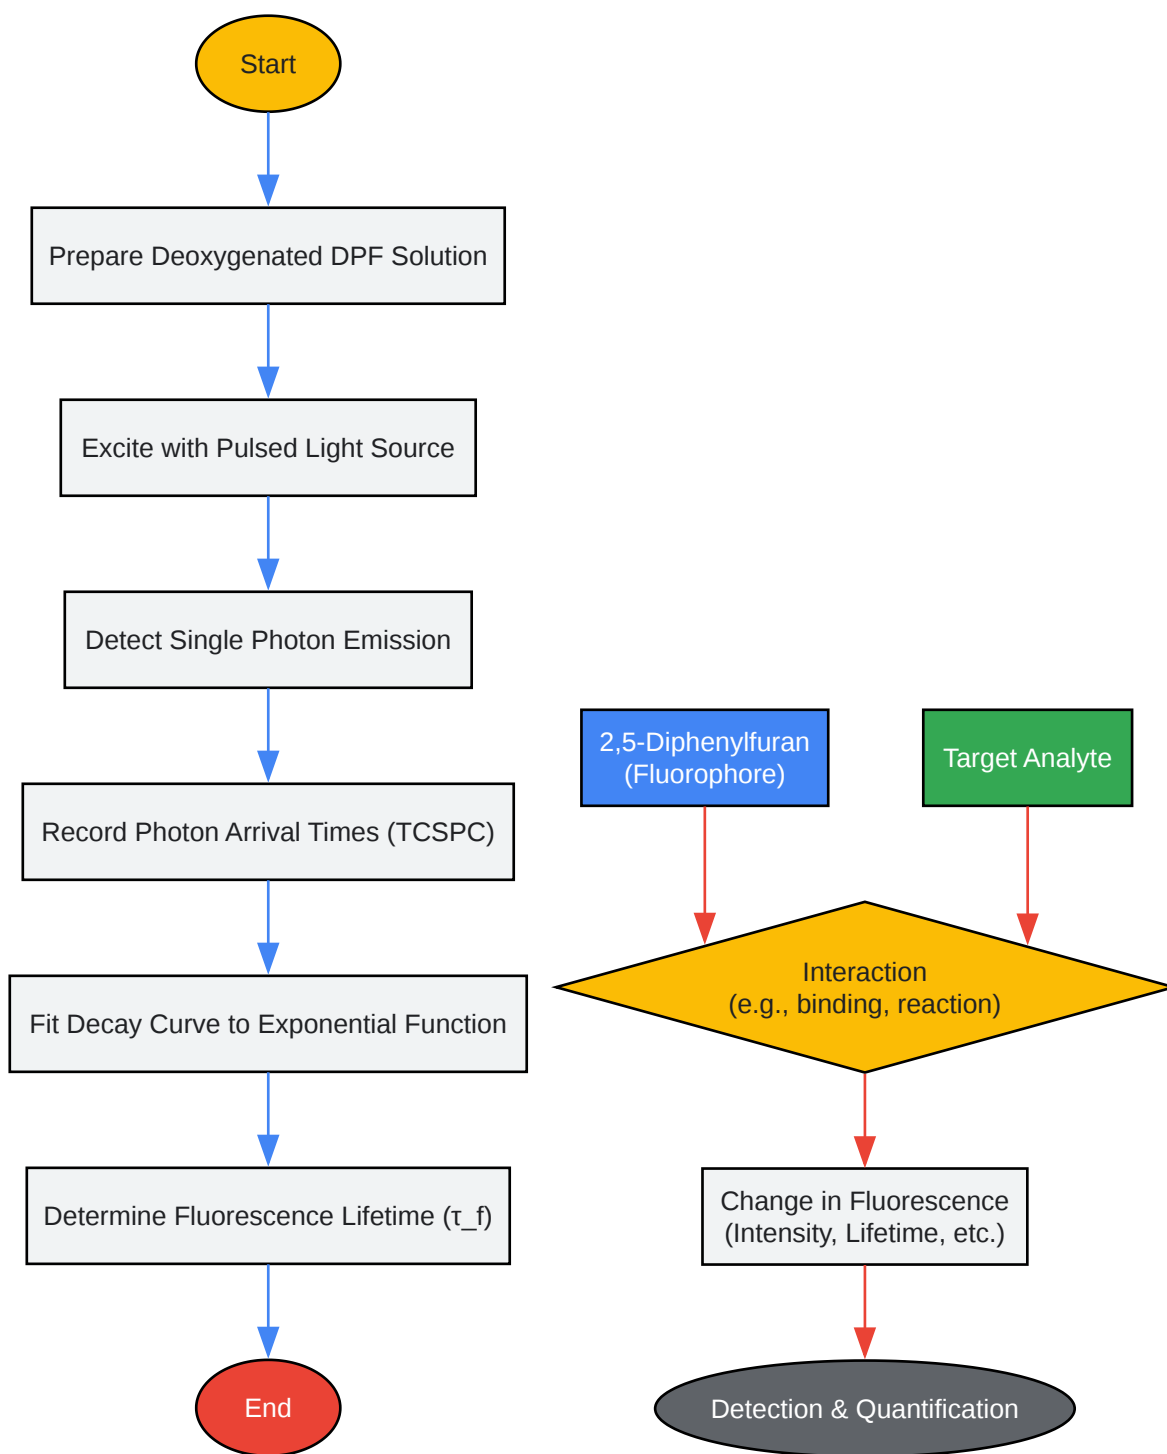 Start
Prepare Deoxygenated DPF Solution
Excite with Pulsed Light Source
Detect Single Photon Emission
Record Photon Arrival Times (TCSPC)
Fit Decay Curve to Exponential Function
Determine Fluorescence Lifetime (τ_f)
End
2,5-Diphenylfuran
(Fluorophore)
Target Analyte
Interaction
(e.g., binding, reaction)
Change in Fluorescence
(Intensity, Lifetime, etc.)
Detection & Quantification